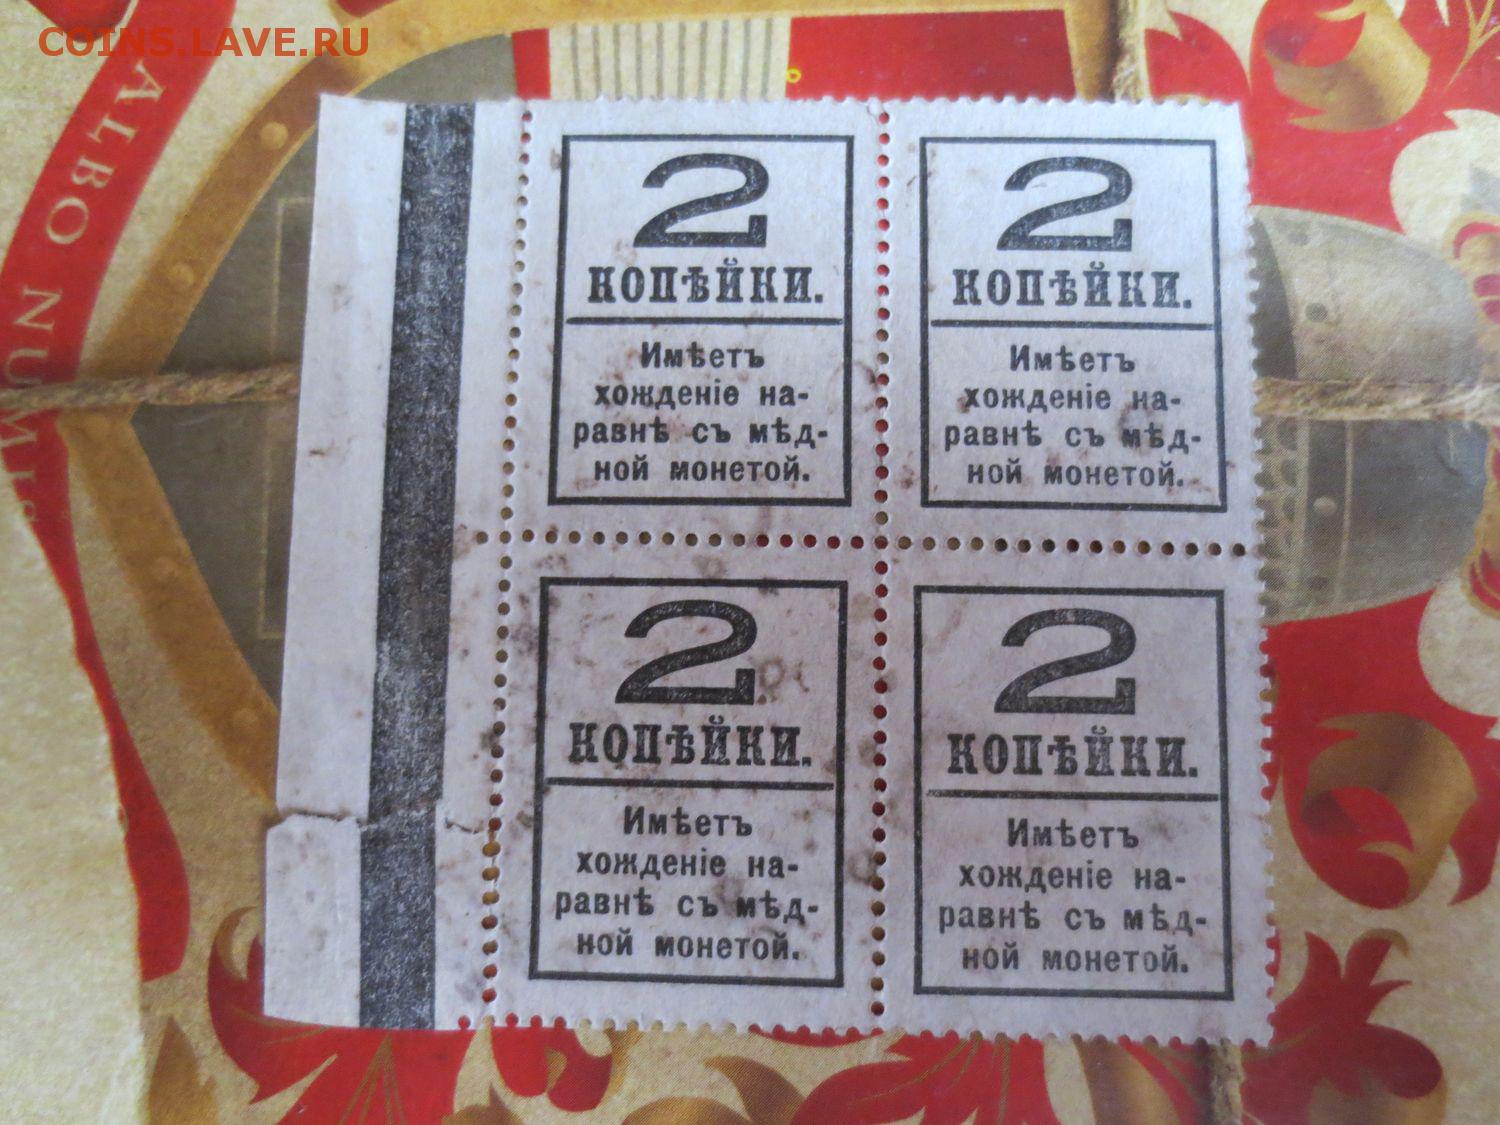 COINS.LAVE.RU
ALBO NUMIS
2
КОПѢЙКИ.
Имѣетъ
хожденіе на-
равнѣ съ мѣд-
ной монетой.
2
КОПѢЙКИ.
Имѣетъ
хожденіе на-
равнѣ съ мѣд-
ной монетой.
2
КОПѢЙКИ.
Имѣетъ
хожденіе на-
равнѣ съ мѣд-
ной монетой.
2
КОПѢЙКИ.
Имѣетъ
хожденіе на-
равнѣ съ мѣд-
ной монетой.